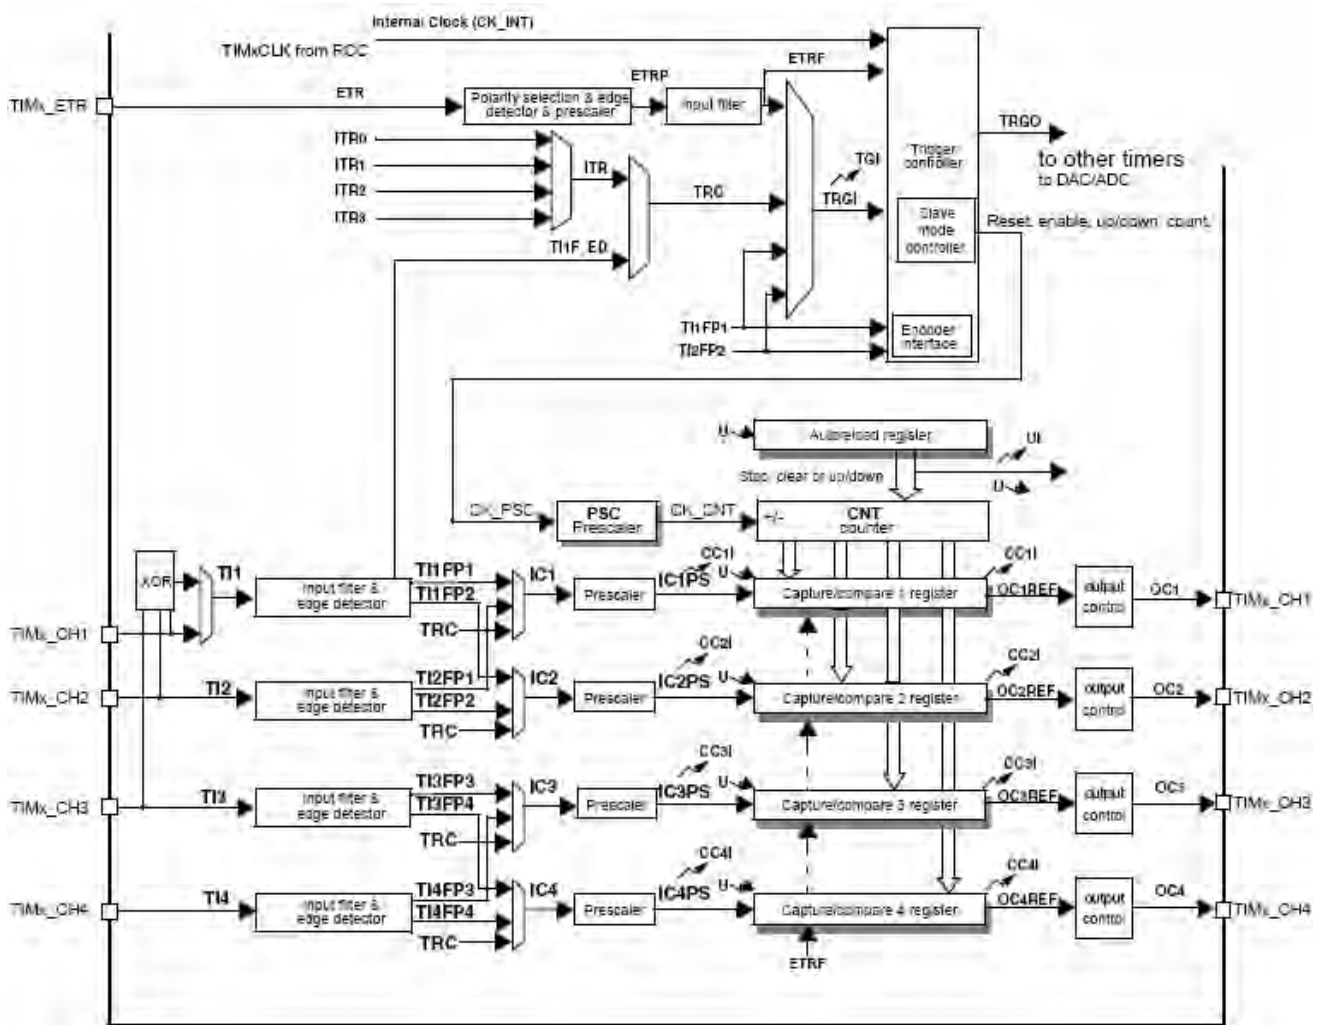 Internal Clock (CK_INT)
TIMxCLK from RCC
ETRF
ETRP
ETR
TIMx_ETR
Polarity selection & edge
detector & prescaler
Input filter
ITR0
ITR1
ITR2
ITR3
ITR
TRC
TI1F_ED
TGI
TRGI
Trigger
controller
TRGO
to other timers
to DAC/ADC
Slave
mode
controller
Reset, enable, up/down, count,
TI1FP1
TI2FP2
Encoder
interface
U
Autoreload register
UI
Stop, clear or up/down
U
CK_PSC
PSC
Prescaler
CK_CNT
+/-
CNT
counter
XOR
TI1
Input filter &
edge detector
TI1FP1
TI1FP2
TRC
IC1
Prescaler
CC1I
U
IC1PS
Capture/compare 1 register
CC1I
OC1REF
output
control
OC1
TIMx_CH1
TIMx_CH1
TIMx_CH2
TI2
Input filter &
edge detector
TI2FP1
TI2FP2
TRC
IC2
Prescaler
CC2I
U
IC2PS
Capture/compare 2 register
CC2I
OC2REF
output
control
OC2
TIMx_CH2
TIMx_CH3
TI3
Input filter &
edge detector
TI3FP3
TI3FP4
TRC
IC3
Prescaler
CC3I
U
IC3PS
Capture/compare 3 register
CC3I
OC3REF
output
control
OC3
TIMx_CH3
TIMx_CH4
TI4
Input filter &
edge detector
TI4FP3
TI4FP4
TRC
IC4
Prescaler
CC4I
U
IC4PS
Capture/compare 4 register
CC4I
OC4REF
output
control
OC4
TIMx_CH4
ETRF